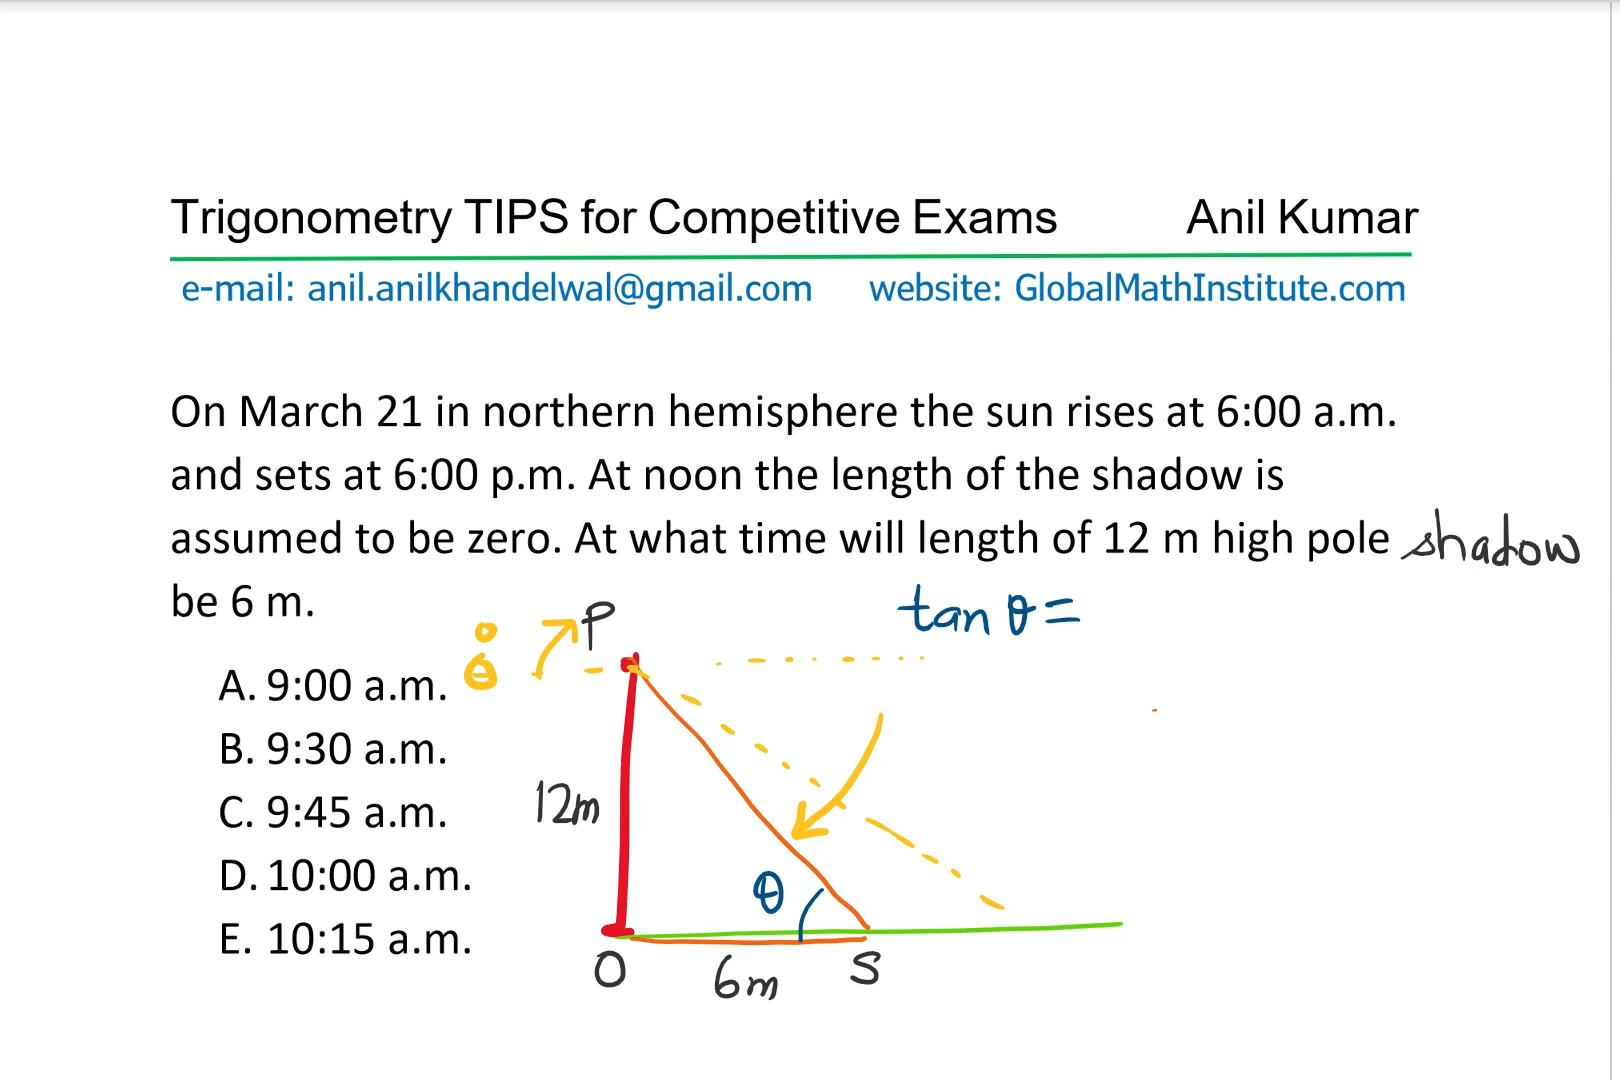 Trigonometry TIPS for Competitive Exams Anil Kumar
e-mail: anil.anilkhandelwal@gmail.com website: GlobalMathInstitute.com
On March 21 in northern hemisphere the sun rises at 6:00 a.m.
and sets at 6:00 p.m. At noon the length of the shadow is
assumed to be zero. At what time will length of 12 m high pole shadow
be 6 m.
tan θ =
P
A. 9:00 a.m.
B. 9:30 a.m.
C. 9:45 a.m.
12m
D. 10:00 a.m.
θ
E. 10:15 a.m.
O 6m S